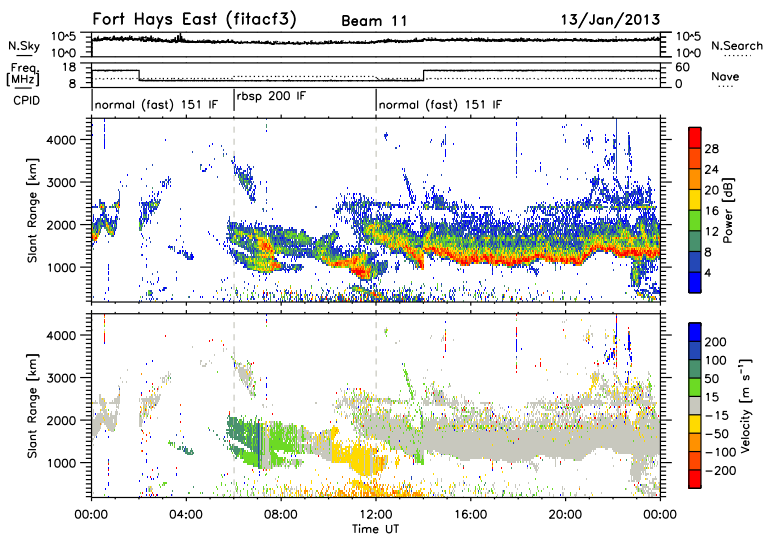 Fort Hays East (fitacf3) Beam 11 13/Jan/2013
N.Sky 10^5 10^0 10^5 10^0 N.Search
Freq. [MHz] 18 8 60 0 Nave
CPID normal (fast) 151 IF rbsp 200 IF normal (fast) 151 IF
Slant Range [km]
4000
3000
2000
1000
Power [dB]
28
24
20
16
12
8
4
Slant Range [km]
4000
3000
2000
1000
Velocity [m s⁻¹]
200
100
50
15
−15
−50
−100
−200
00:00 04:00 08:00 12:00 16:00 20:00 00:00
Time UT